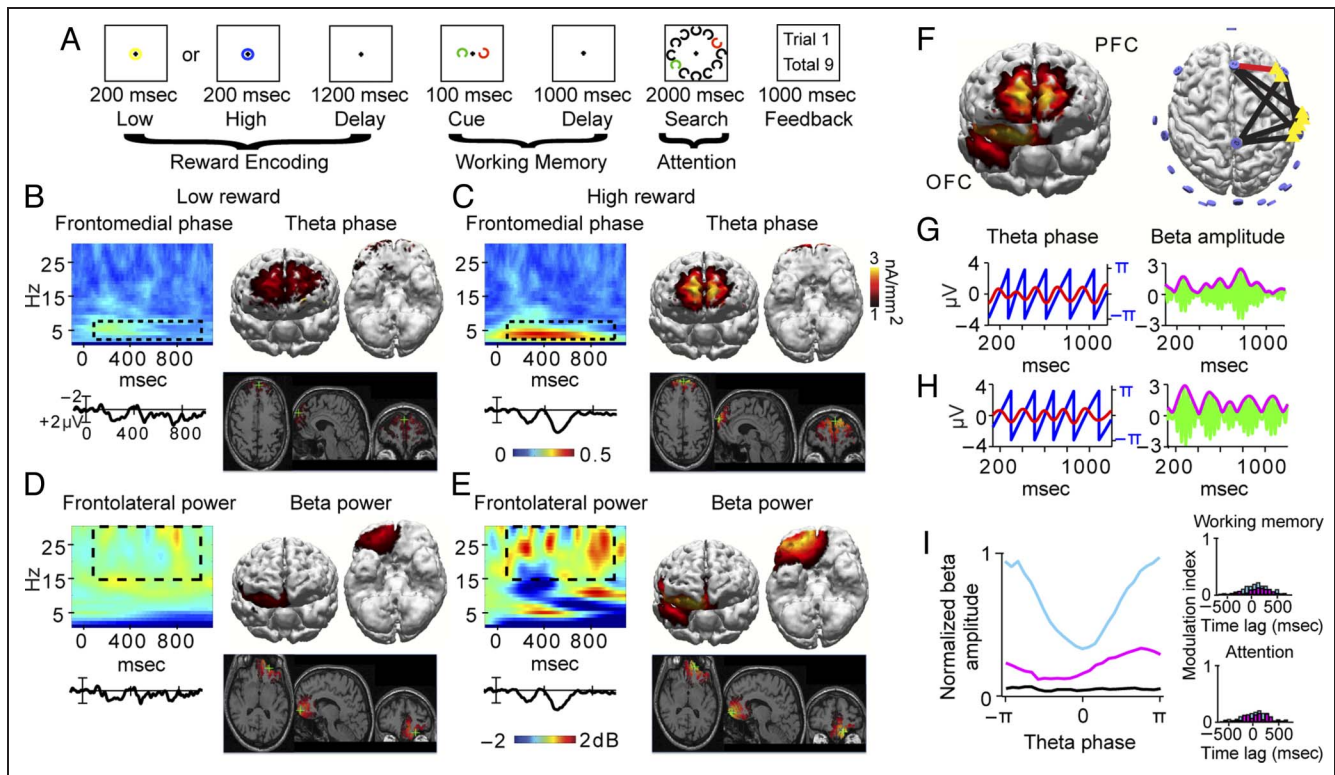 A
or
Trial 1
Total 9
200 msec 200 msec 1200 msec 100 msec 1000 msec 2000 msec 1000 msec
Low High Delay Cue Delay Search Feedback
Reward Encoding Working Memory Attention
B Low reward
Frontomedial phase Theta phase
Hz
25
15
5
0 400 800
msec
−2
+2 µV
0 400 800
C High reward
Frontomedial phase Theta phase
25
15
5
0 400 800
msec
3
1
nA/mm2
0 0.5
D
Frontolateral power Beta power
Hz
25
15
5
0 400 800
msec
E
Frontolateral power Beta power
25
15
5
0 400 800
msec
−2 2dB
F PFC
OFC
G
Theta phase Beta amplitude
µV
4
0
−4
π
−π
200 1000
msec
3
0
−3
200 1000
msec
H
µV
4
0
−4
π
−π
200 1000
msec
3
0
−3
200 1000
msec
I
Normalized beta
amplitude
1
0
−π 0 π
Theta phase
Working memory
Modulation index
1
0
−500 0 500
Time lag (msec)
Attention
1
0
−500 0 500
Time lag (msec)